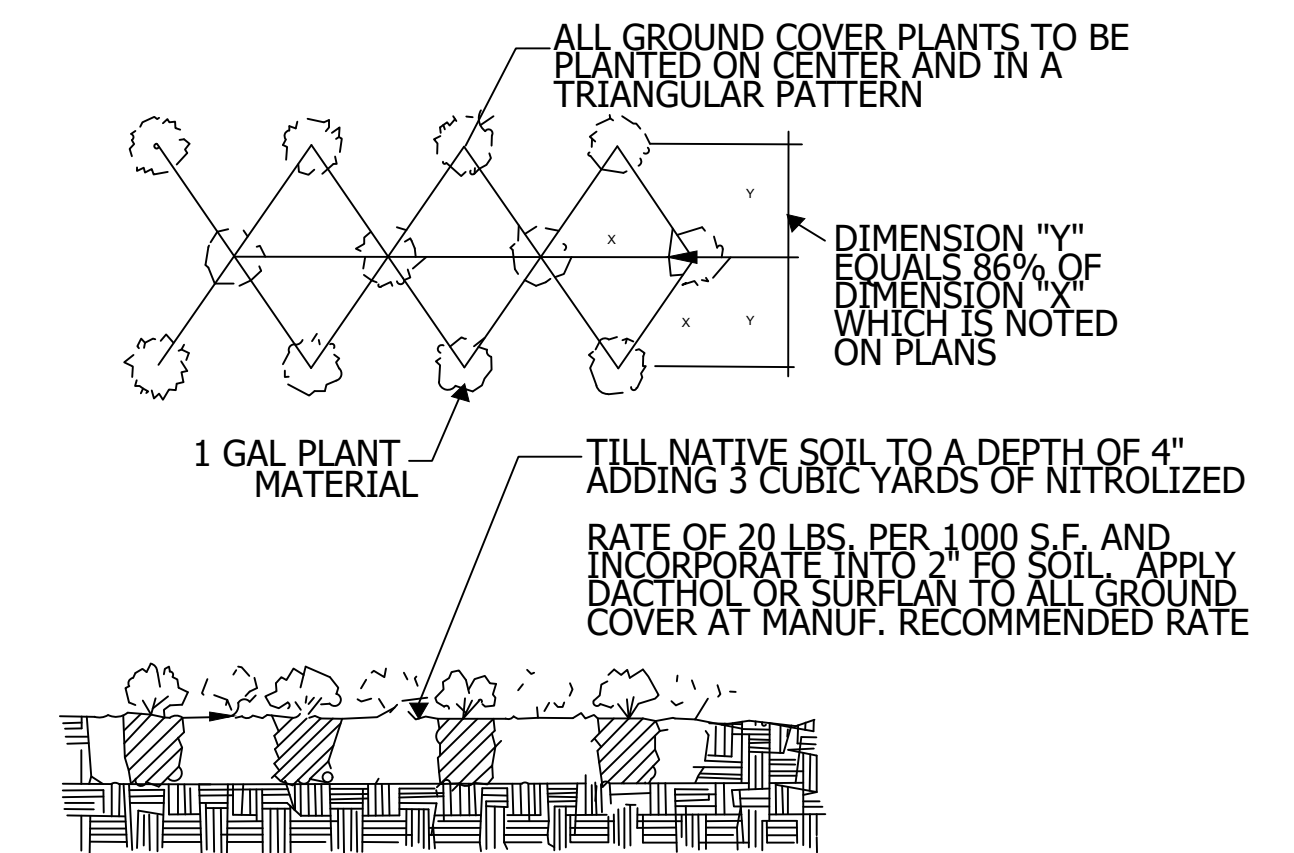 ALL GROUND COVER PLANTS TO BE
PLANTED ON CENTER AND IN A
TRIANGULAR PATTERN
Y
X
DIMENSION "Y"
EQUALS 86% OF
DIMENSION "X"
WHICH IS NOTED
ON PLANS
X
Y
1 GAL PLANT
MATERIAL
TILL NATIVE SOIL TO A DEPTH OF 4"
ADDING 3 CUBIC YARDS OF NITROLIZED
RATE OF 20 LBS. PER 1000 S.F. AND
INCORPORATE INTO 2" FO SOIL. APPLY
DACTHOL OR SURFLAN TO ALL GROUND
COVER AT MANUF. RECOMMENDED RATE